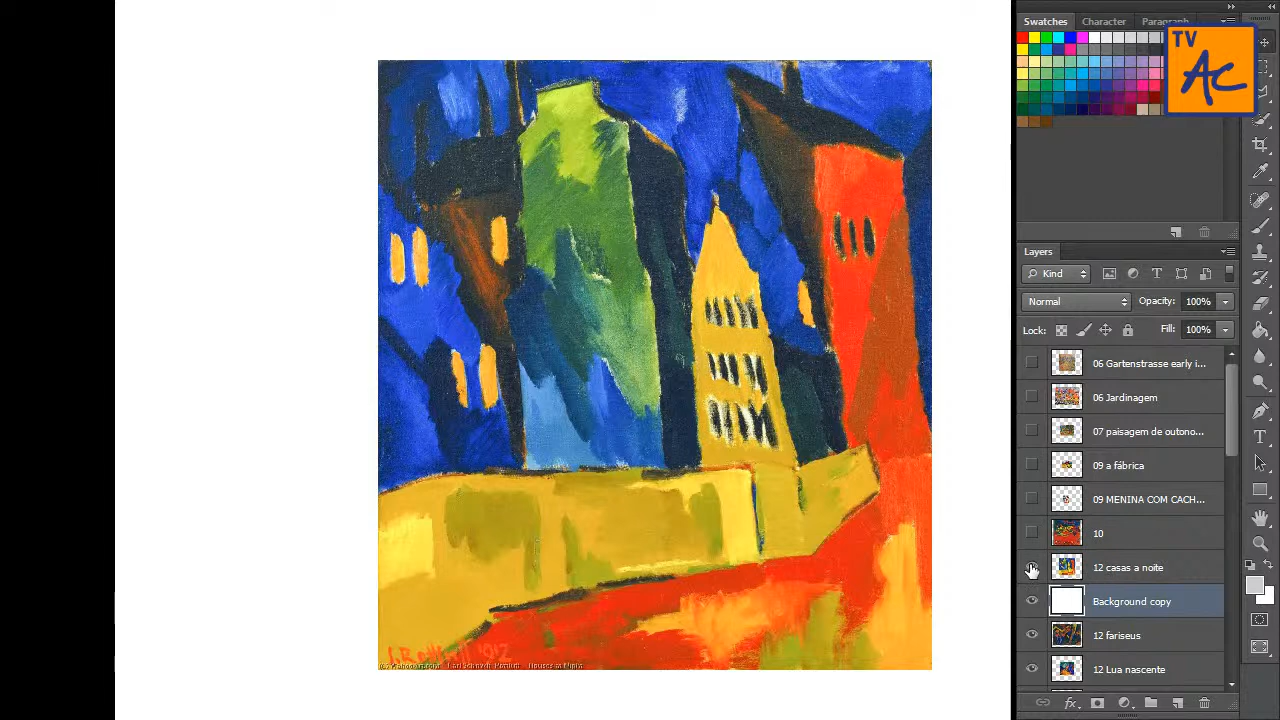 Swatches Character Paragraph
TV
AC
Layers
Kind
Normal Opacity: 100%
Lock: Fill: 100%
06 Gartenstrasse early i...
06 Jardinagem
07 paisagem de outono...
09 a fábrica
09 MENINA COM CACH...
10
12 casas a noite
Background copy
12 fariseus
12 Lua nascente